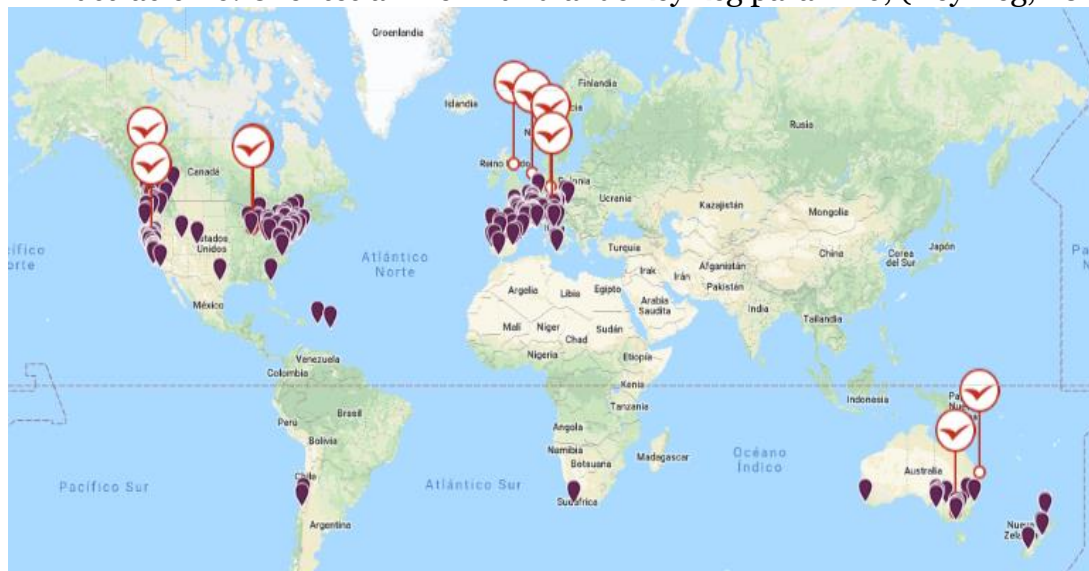 Groenlandia
Islandia
Finlandia
Rusia
Canadá
Reino
Polonia
Ucrania
Kazajistán
Mongolia
Estados
Unidos
Atlántico
Norte
Turquía
Irak
Irán
Afganistán
Pakistán
China
Corea
del Sur
Japón
México
Argelia
Libia
Egipto
Arabia
Saudita
India
Tailandia
Malí
Níger
Chad
Sudán
Nigeria
Etiopía
Venezuela
Colombia
Kenia
Tanzania
Indonesia
Perú
Brasil
Bolivia
Angola
Namibia
Botsuana
Madagascar
Océano
Índico
Australia
Chile
Pacífico Sur
Atlántico Sur
Sudáfrica
Argentina
Nueva